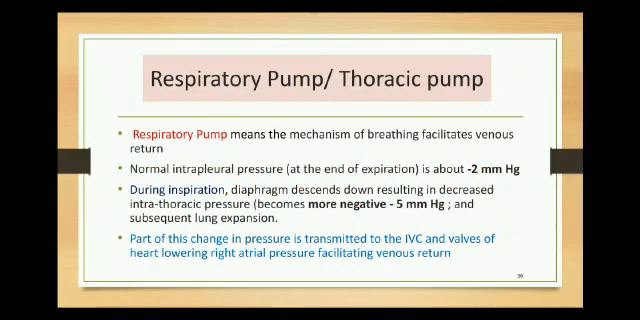 Respiratory Pump/ Thoracic pump
• Respiratory Pump means the mechanism of breathing facilitates venous
return
• Normal intrapleural pressure (at the end of expiration) is about -2 mm Hg
• During inspiration, diaphragm descends down resulting in decreased
intra-thoracic pressure (becomes more negative - 5 mm Hg ; and
subsequent lung expansion.
• Part of this change in pressure is transmitted to the IVC and valves of
heart lowering right atrial pressure facilitating venous return